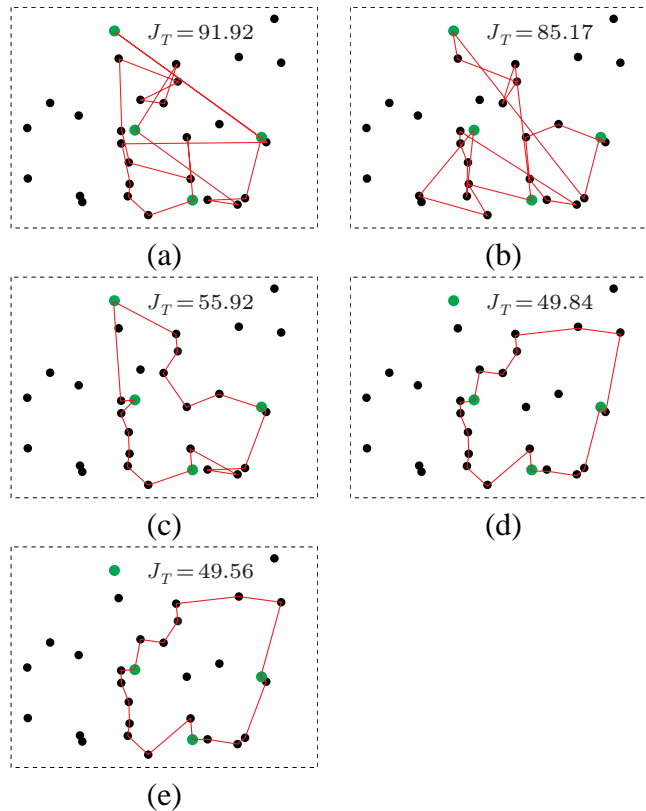 J_T = 91.92
J_T = 85.17
(a)
(b)
J_T = 55.92
J_T = 49.84
(c)
(d)
J_T = 49.56
(e)